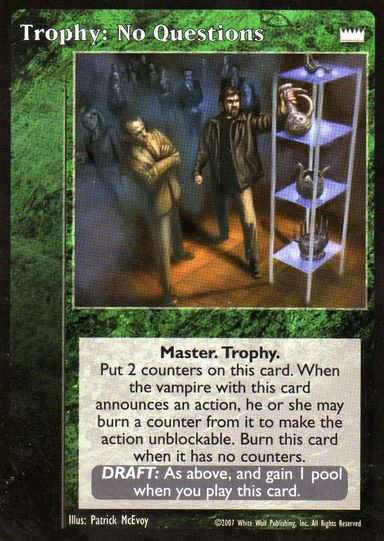 Trophy: No Questions
Master. Trophy.
Put 2 counters on this card. When
the vampire with this card
announces an action, he or she may
burn a counter from it to make the
action unblockable. Burn this card
when it has no counters.
DRAFT: As above, and gain 1 pool
when you play this card.
Illus: Patrick McEvoy
©2007 White Wolf Publishing, Inc. All Rights Reserved